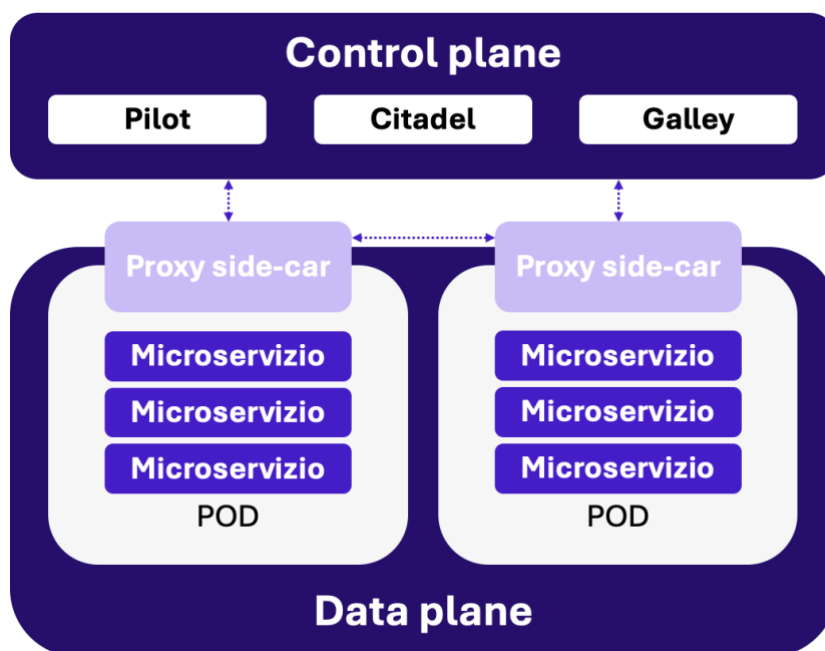 Control plane
Pilot Citadel Galley
Proxy side-car Proxy side-car
Microservizio Microservizio
Microservizio Microservizio
Microservizio Microservizio
POD POD
Data plane